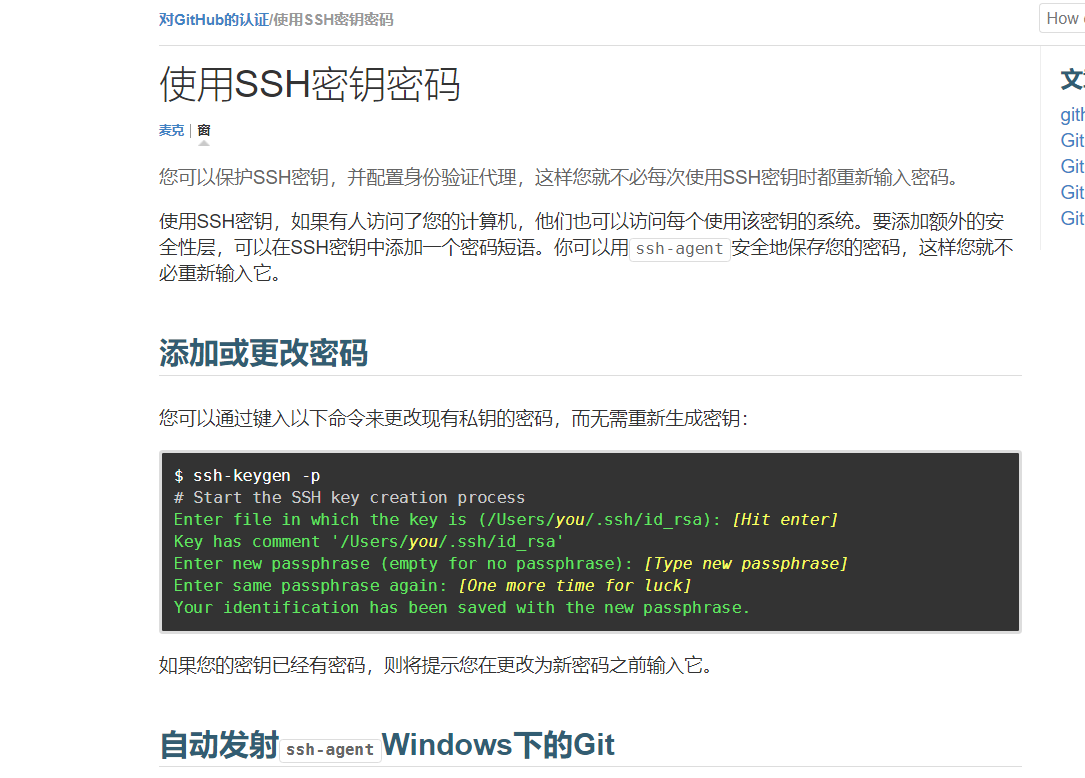 对GitHub的认证/使用SSH密钥密码
How
使用SSH密钥密码
麦克 | 窗
您可以保护SSH密钥，并配置身份验证代理，这样您就不必每次使用SSH密钥时都重新输入密码。
使用SSH密钥，如果有人访问了您的计算机，他们也可以访问每个使用该密钥的系统。要添加额外的安
全性层，可以在SSH密钥中添加一个密码短语。你可以用ssh-agent安全地保存您的密码，这样您就不
必重新输入它。
添加或更改密码
您可以通过键入以下命令来更改现有私钥的密码，而无需重新生成密钥：
$ ssh-keygen -p
# Start the SSH key creation process
Enter file in which the key is (/Users/you/.ssh/id_rsa): [Hit enter]
Key has comment '/Users/you/.ssh/id_rsa'
Enter new passphrase (empty for no passphrase): [Type new passphrase]
Enter same passphrase again: [One more time for luck]
Your identification has been saved with the new passphrase.
如果您的密钥已经有密码，则将提示您在更改为新密码之前输入它。
自动发射ssh-agentWindows下的Git
文
gith
Git
Git
Git
Git